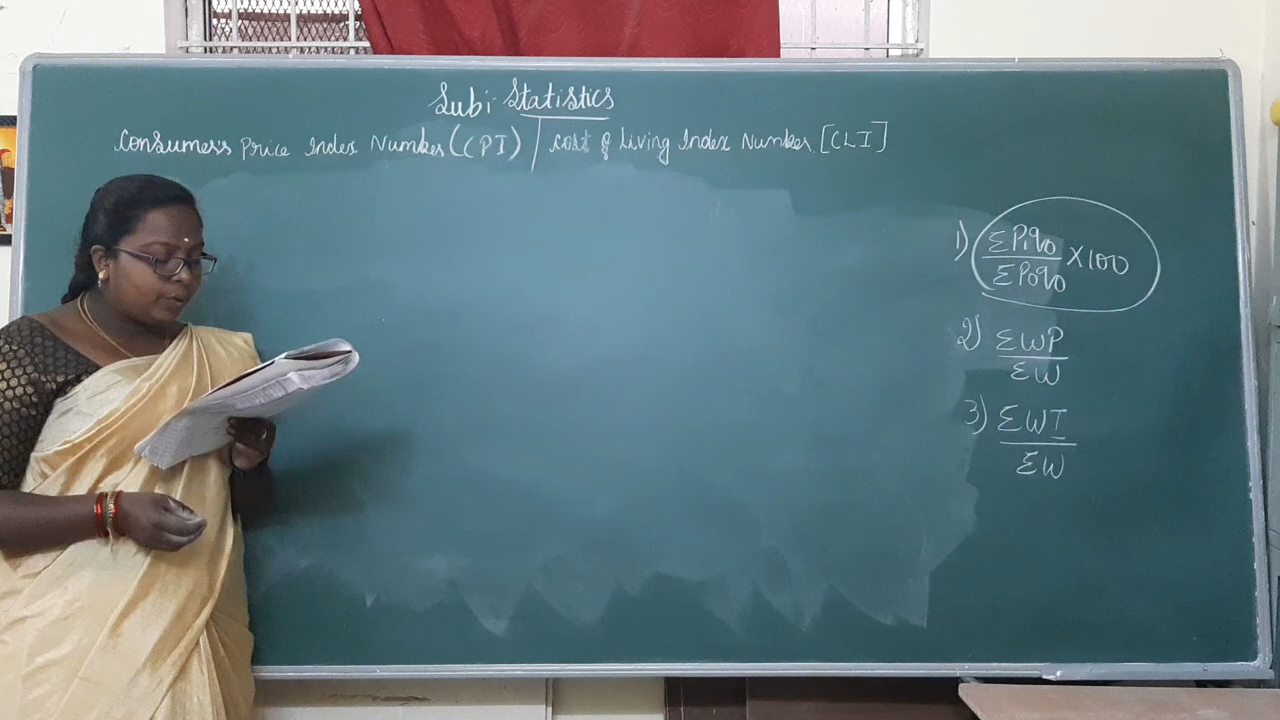 Sub:- Statistics
Consumers Price Index Number (CPI) | Cost of Living Index Number [CLI]
1) ΣP₁q₀ / ΣP₀q₀ × 100
2) ΣWP / ΣW
3) ΣWI / ΣW